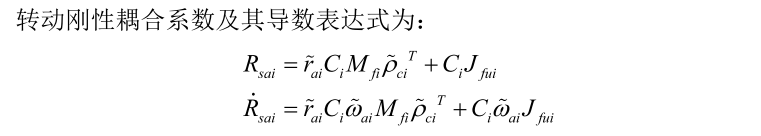 转动刚性耦合系数及其导数表达式为：
$R_{sai} = \tilde{r}_{ai} C_i M_{fi} \tilde{\rho}_{ci}{}^T + C_i J_{fui}$
$\dot{R}_{sai} = \tilde{r}_{ai} C_i \tilde{\omega}_{ai} M_{fi} \tilde{\rho}_{ci}{}^T + C_i \tilde{\omega}_{ai} J_{fui}$